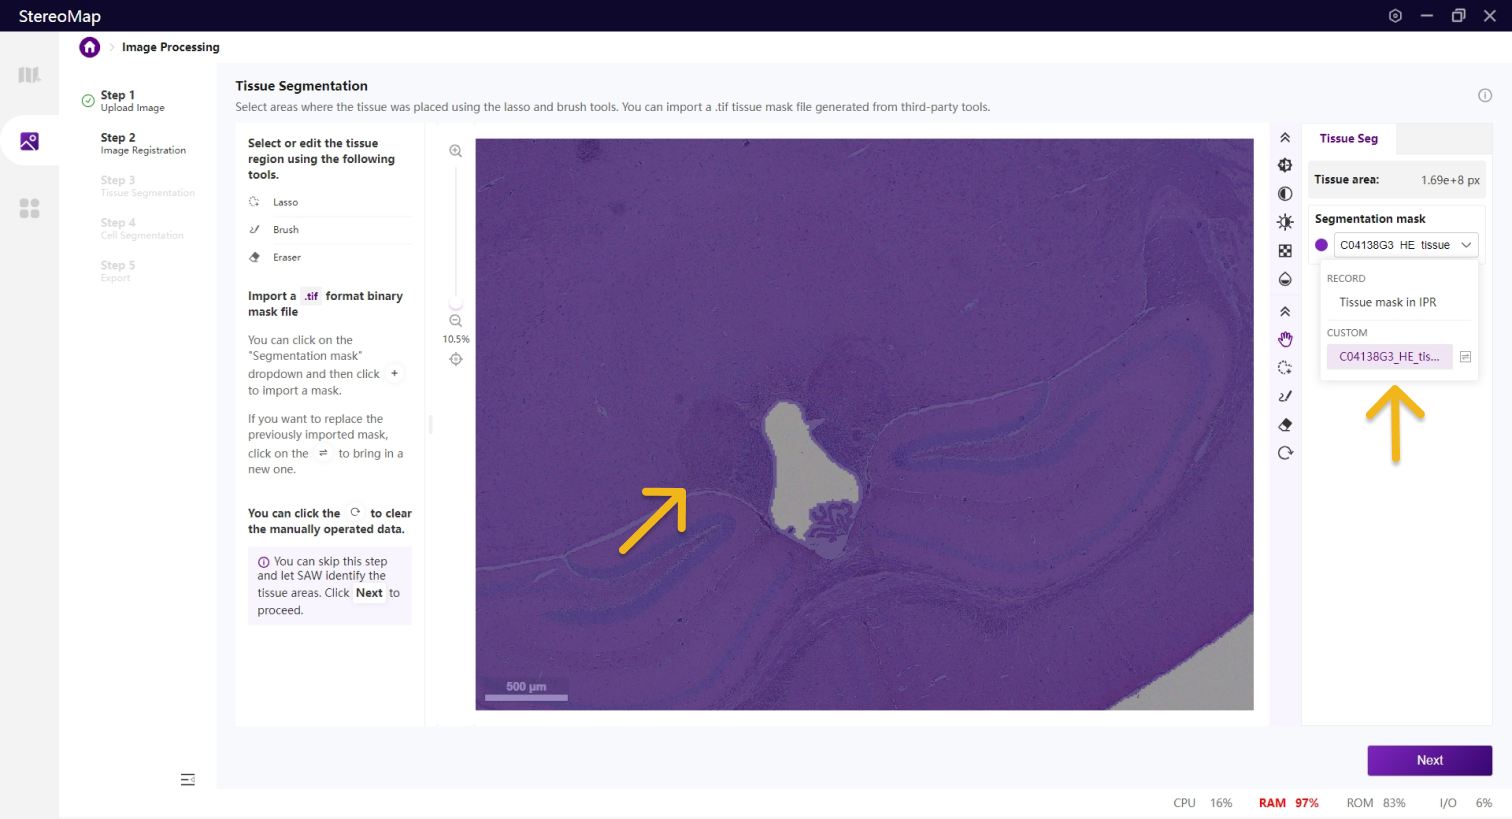 StereoMap
Image Processing
Step 1
Upload Image
Step 2
Image Registration
Step 3
Tissue Segmentation
Step 4
Cell Segmentation
Step 5
Export
Tissue Segmentation
Select areas where the tissue was placed using the lasso and brush tools. You can import a .tif tissue mask file generated from third-party tools.
Select or edit the tissue
region using the following
tools.
Lasso
Brush
Eraser
Import a .tif format binary
mask file
You can click on the
"Segmentation mask"
dropdown and then click +
to import a mask.
If you want to replace the
previously imported mask,
click on the ⇌ to bring in a
new one.
You can click the ⟳ to clear
the manually operated data.
You can skip this step
and let SAW identify the
tissue areas. Click Next to
proceed.
10.5%
500 μm
Tissue Seg
Tissue area: 1.69e+8 px
Segmentation mask
C04138G3 HE tissue
RECORD
Tissue mask in IPR
CUSTOM
C04138G3_HE_tis...
Next
CPU 16% RAM 97% ROM 83% I/O 6%